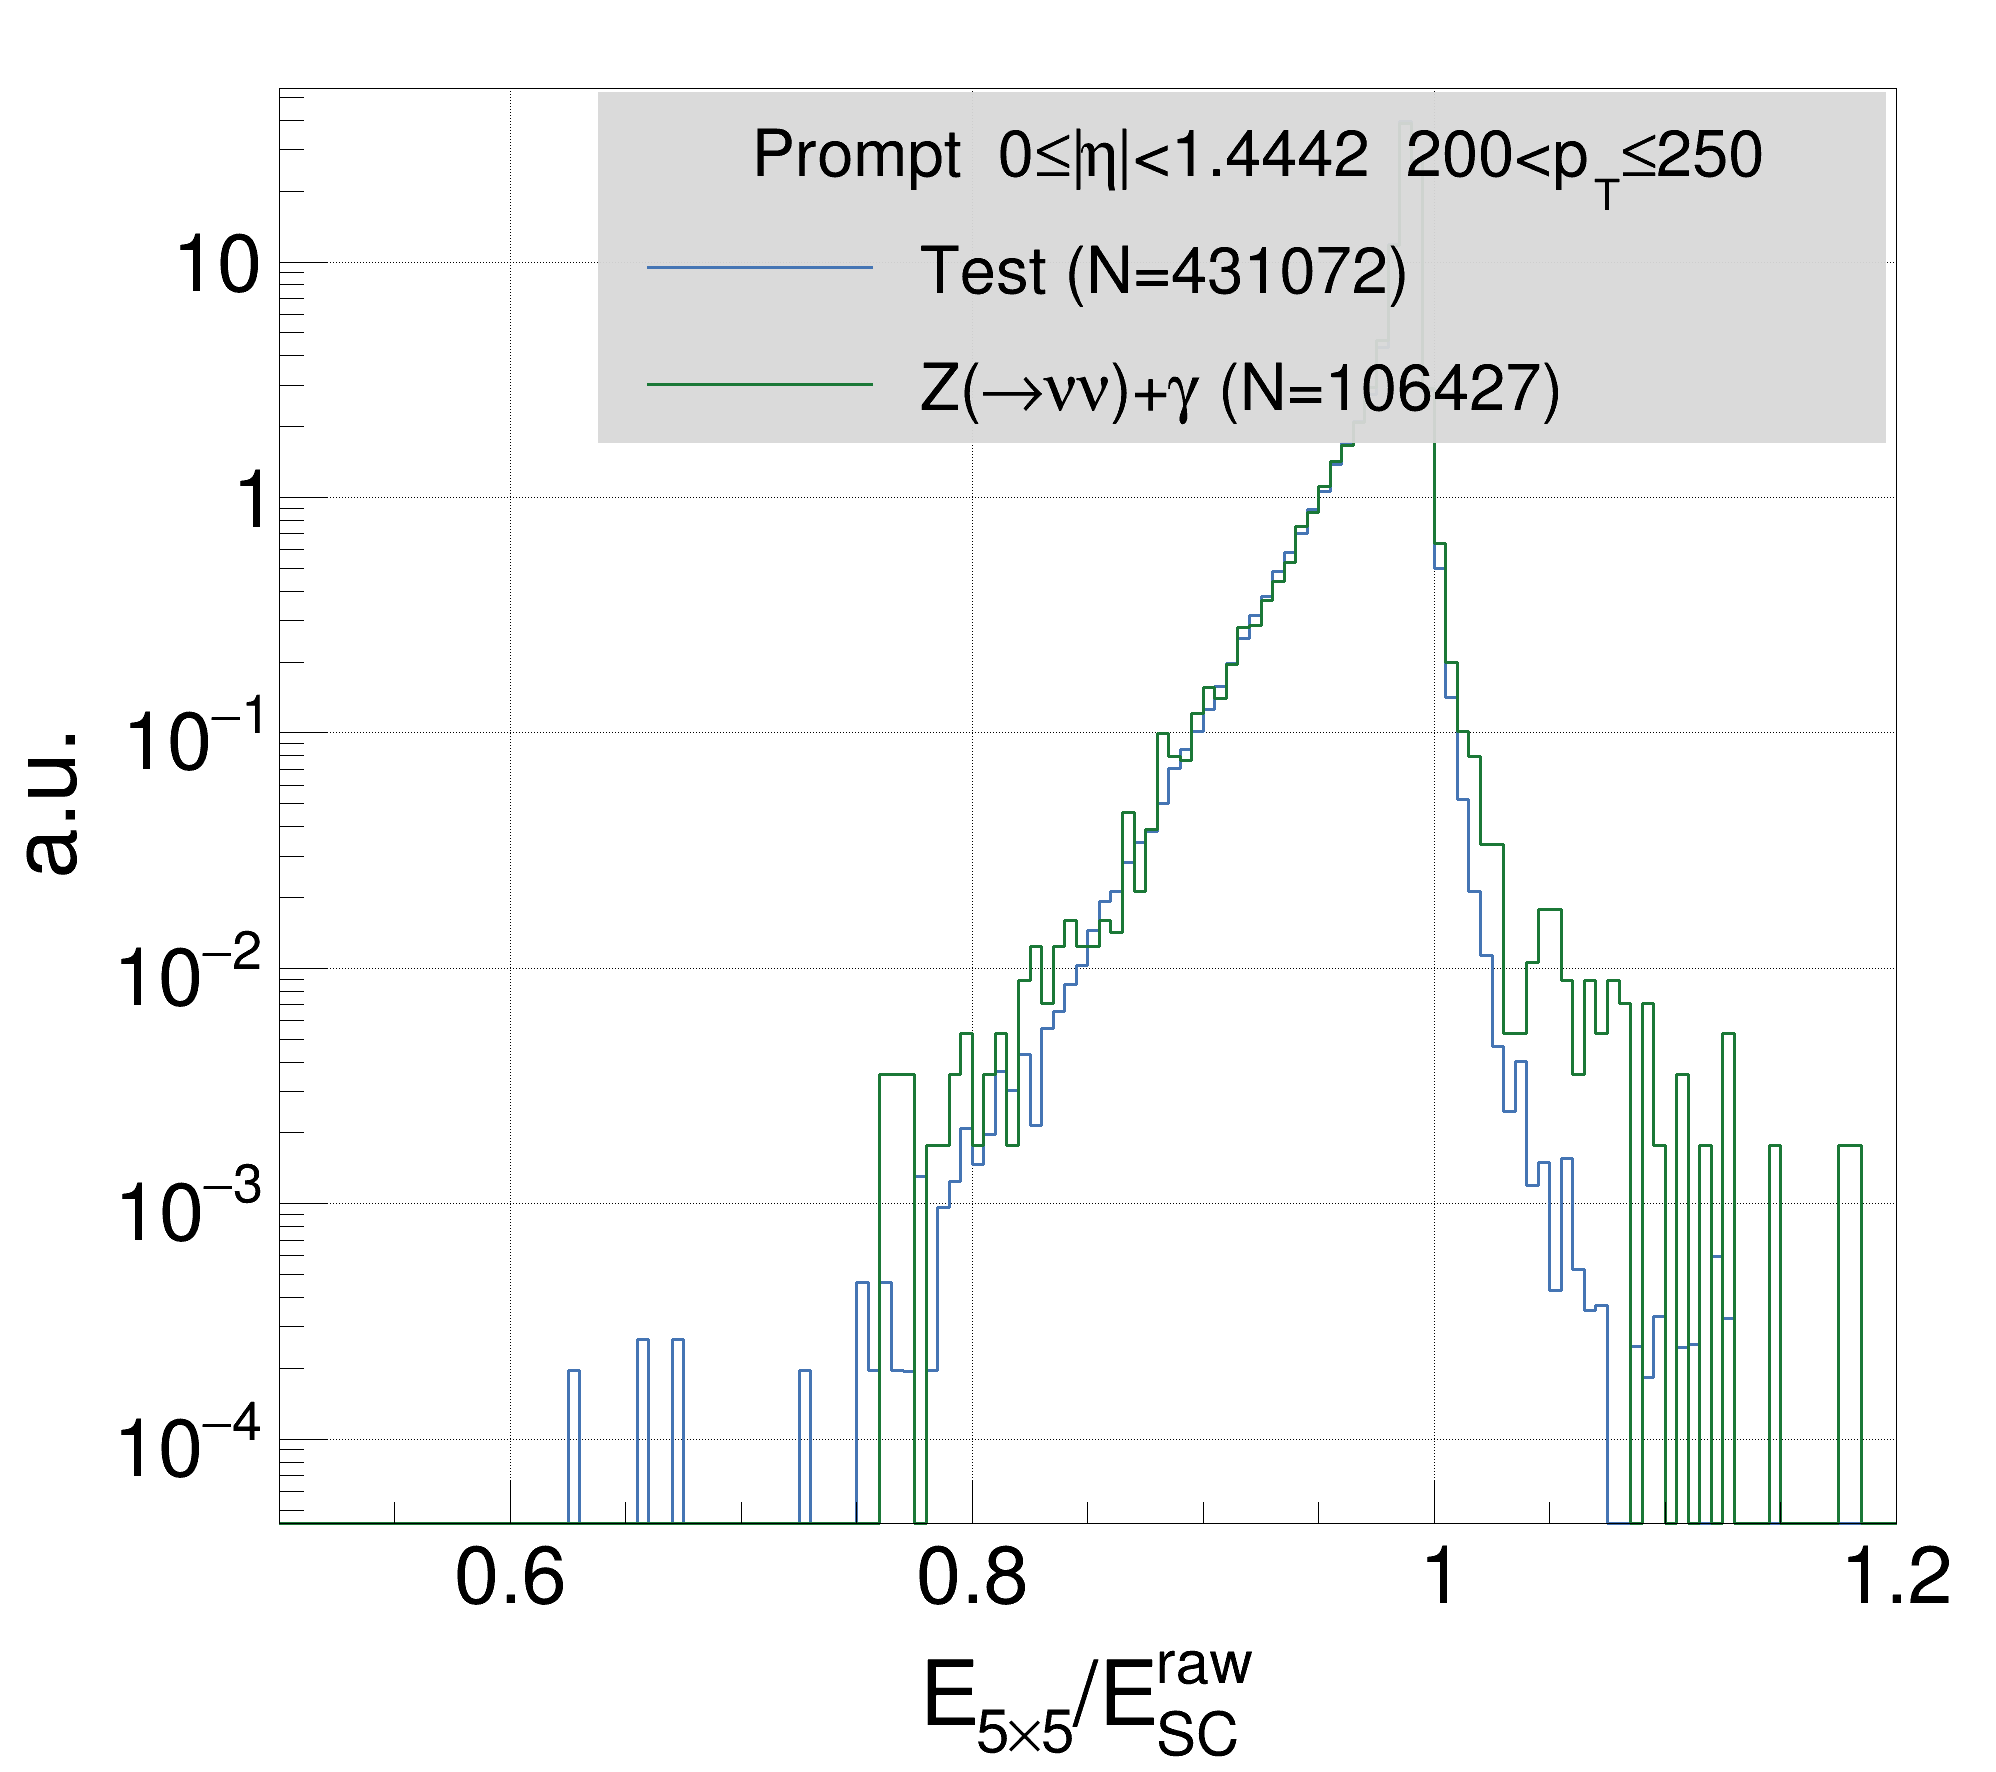 Prompt 0≤|η|<1.4442 200<p_T≤250
Test (N=431072)
Z(→νν)+γ (N=106427)
10
1
10⁻¹
10⁻²
10⁻³
10⁻⁴
a.u.
0.6 0.8 1 1.2
E_5×5/E_SC^raw